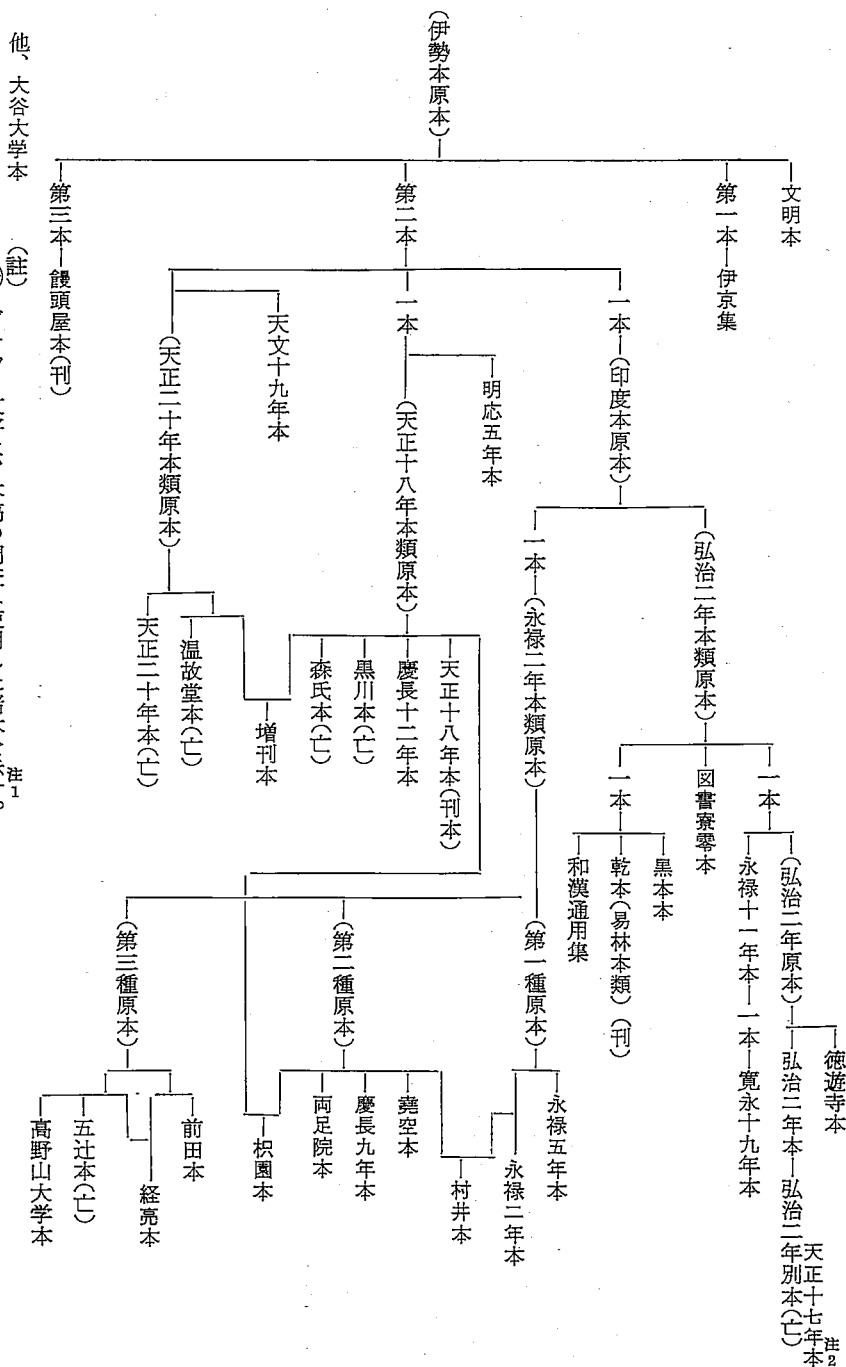 (伊勢本原本)
文明本
第一本
伊京集
第二本
第三本
饅頭屋本(刊)
一本
(印度本原本)
一本
明応五年本
(天正十八年本類原本)
天文十九年本
(天正二十年本類原本)
(弘治二年本類原本)
一本
(永禄二年本類原本)
一本
図書寮零本
一本
徳遊寺本
(弘治二年原本)
弘治二年本
弘治二年別本(亡)
天正十七年本
注2
永禄十一年本
一本
寛永十九年本
黒本本
乾本(易林本類)(刊)
和漢通用集
天正十八年本(刊本)
慶長十二年本
黒川本(亡)
森氏本(亡)
増刊本
温故堂本(亡)
天正二十年本(亡)
(第一種原本)
(第二種原本)
(第三種原本)
永禄五年本
永禄二年本
村井本
堯空本
慶長九年本
両足院本
枳園本
前田本
経亮本
五辻本(亡)
高野山大学本
他、大谷大学本
(註)
注1